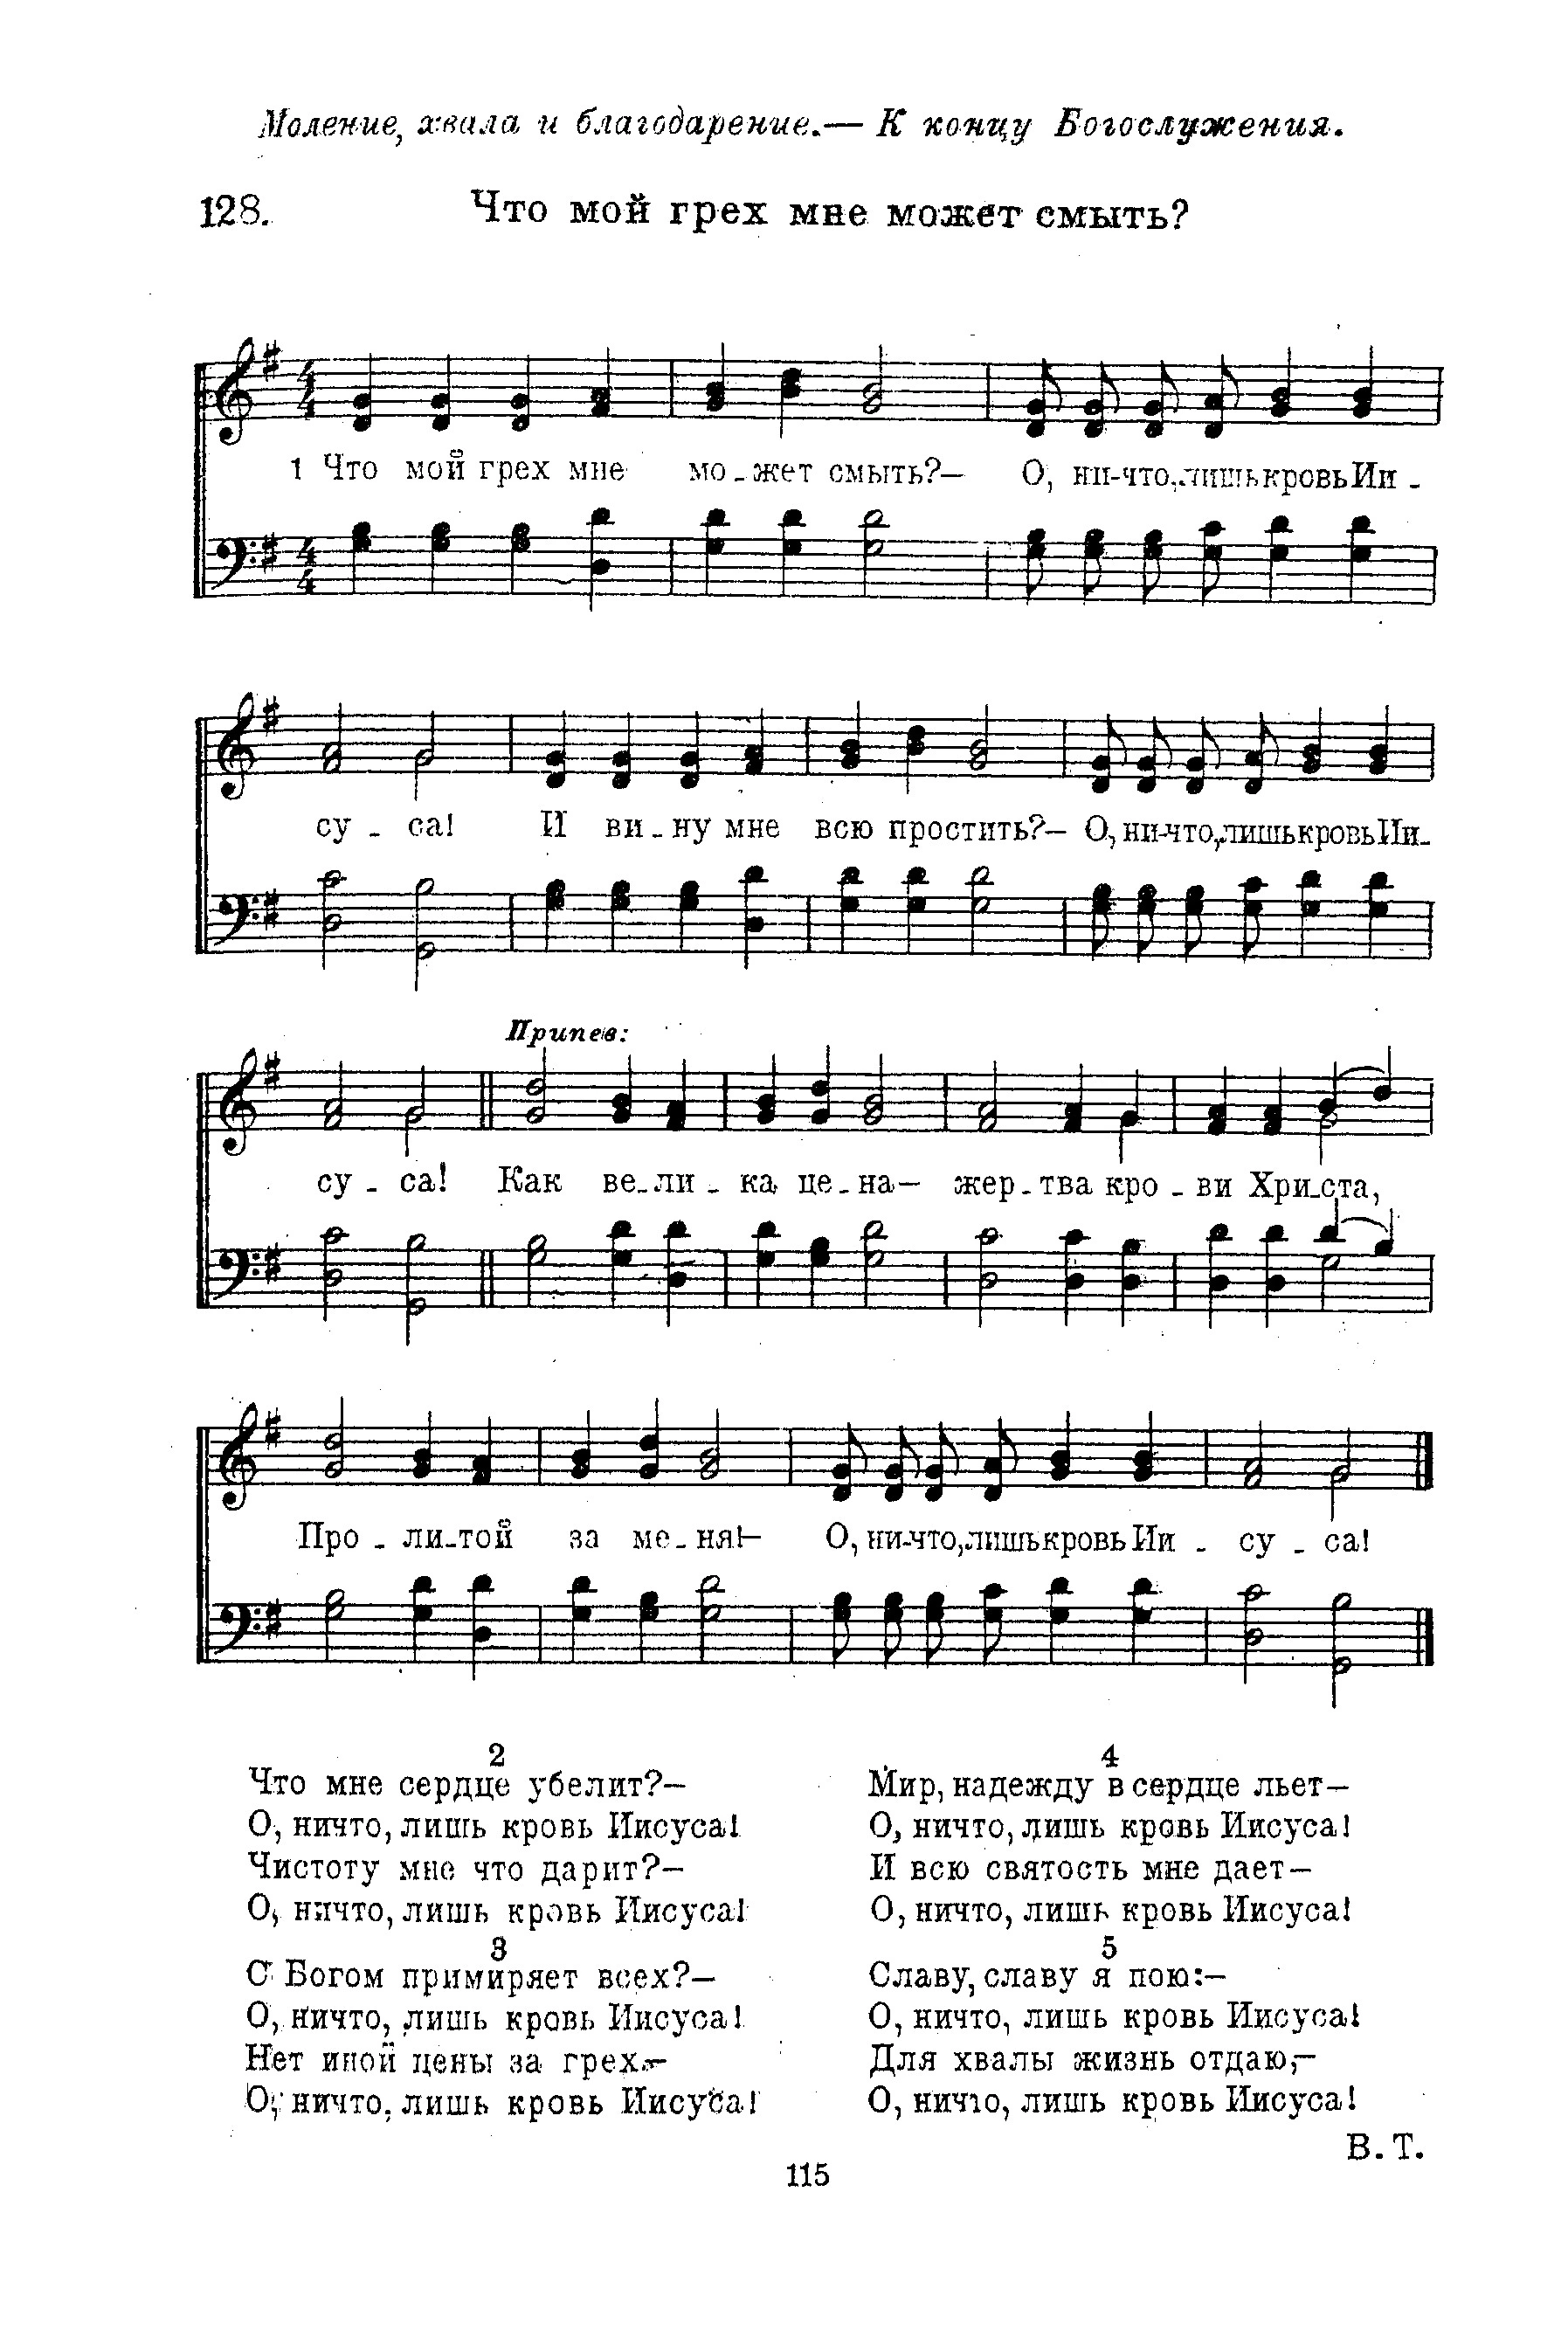 Моление, хвала и благодарение.— К концу Богослужения.
128. Что мой грех мне может смыть?
1 Что мой грех мне мо - жет смыть?— О, ни-что, лишь кровь Ии -
су - са! И ви - ну мне всю простить?— О, ни-что, лишь кровь Ии -
Припев:
су - са! Как ве - ли - ка це - на— жер - тва кро - ви Хри - ста,
Про - ли - той за ме - ня!— О, ни-что, лишь кровь Ии - су - са!
2
Что мне сердце убелит?—
О, ничто, лишь кровь Иисуса!
Чистоту мне что дарит?—
О, ничто, лишь кровь Иисуса!
3
С Богом примиряет всех?—
О, ничто, лишь кровь Иисуса!
Нет иной цены за грех.—
О, ничто, лишь кровь Иисуса!
4
Мир, надежду в сердце льет—
О, ничто, лишь кровь Иисуса!
И всю святость мне дает—
О, ничто, лишь кровь Иисуса!
5
Славу, славу я пою:—
О, ничто, лишь кровь Иисуса!
Для хвалы жизнь отдаю,—
О, ничто, лишь кровь Иисуса!
В. Т.
115